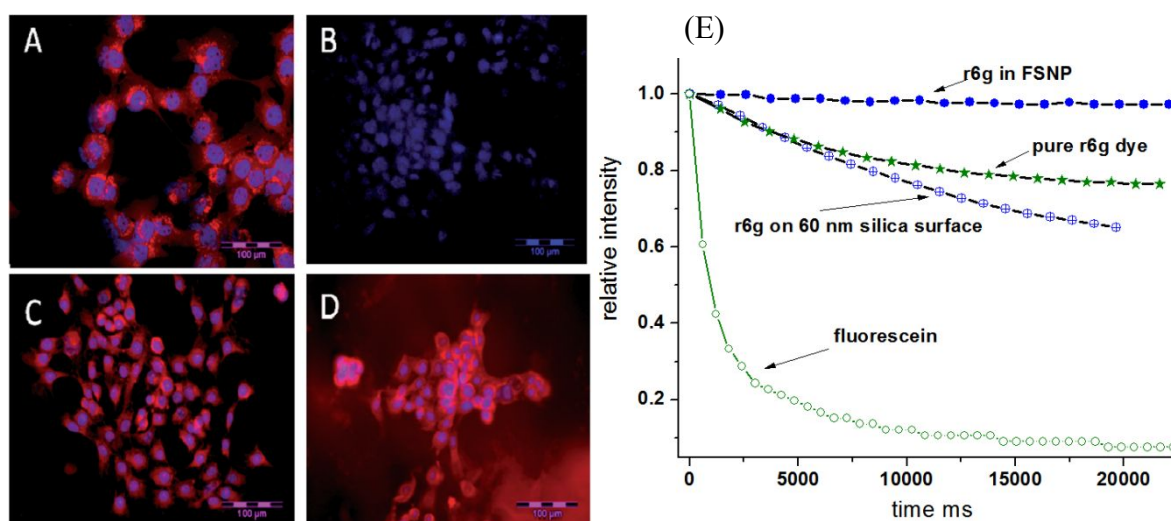 A
100 µm
B
100 µm
C
100 µm
D
100 µm
(E)
r6g in FSNP
pure r6g dye
r6g on 60 nm silica surface
fluorescein
relative intensity
1.0
0.8
0.6
0.4
0.2
0
5000
10000
15000
20000
time ms